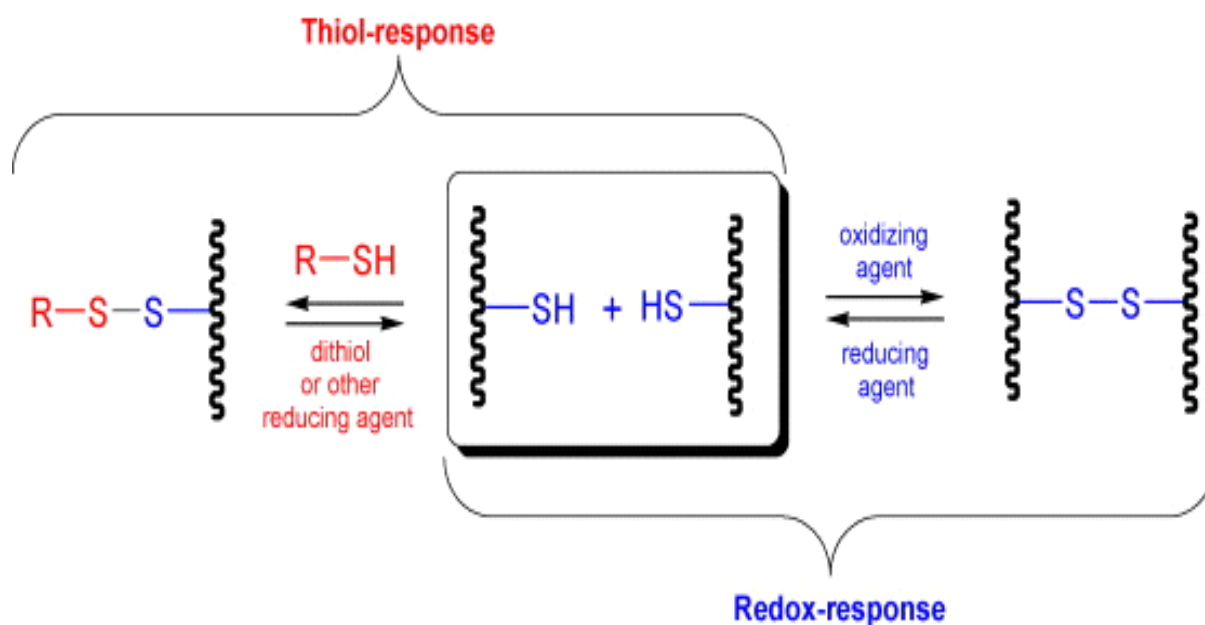 Thiol-response
R—S—S
R—SH
dithiol
or other
reducing agent
SH + HS
oxidizing
agent
reducing
agent
S—S
Redox-response